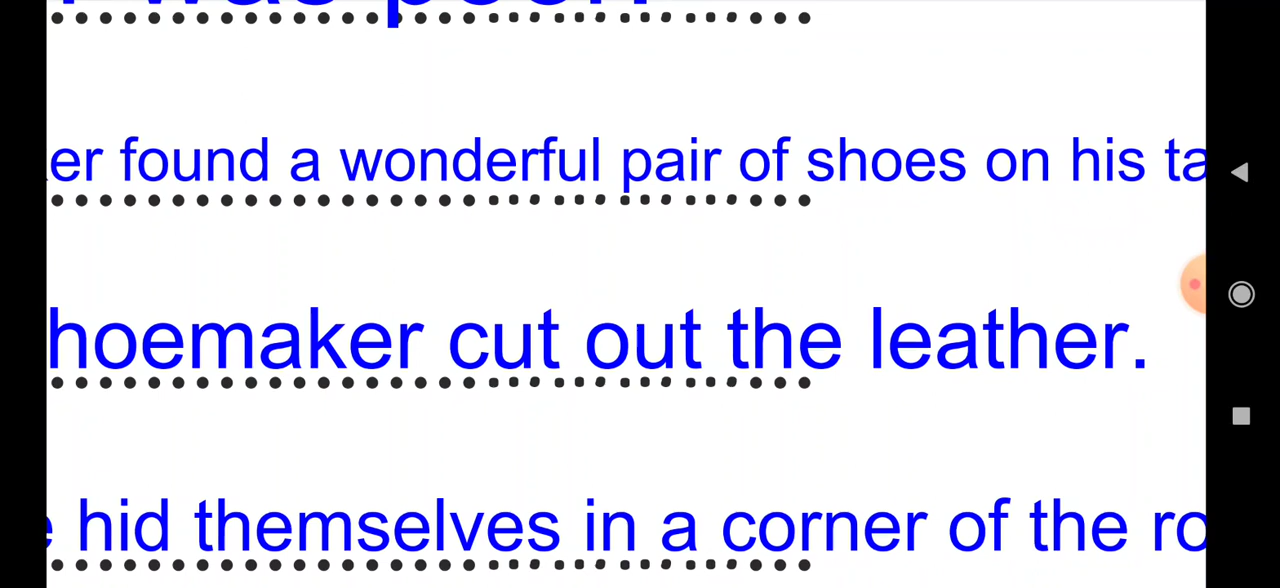 was
er found a wonderful pair of shoes on his ta
hoemaker cut out the leather.
hid themselves in a corner of the ro